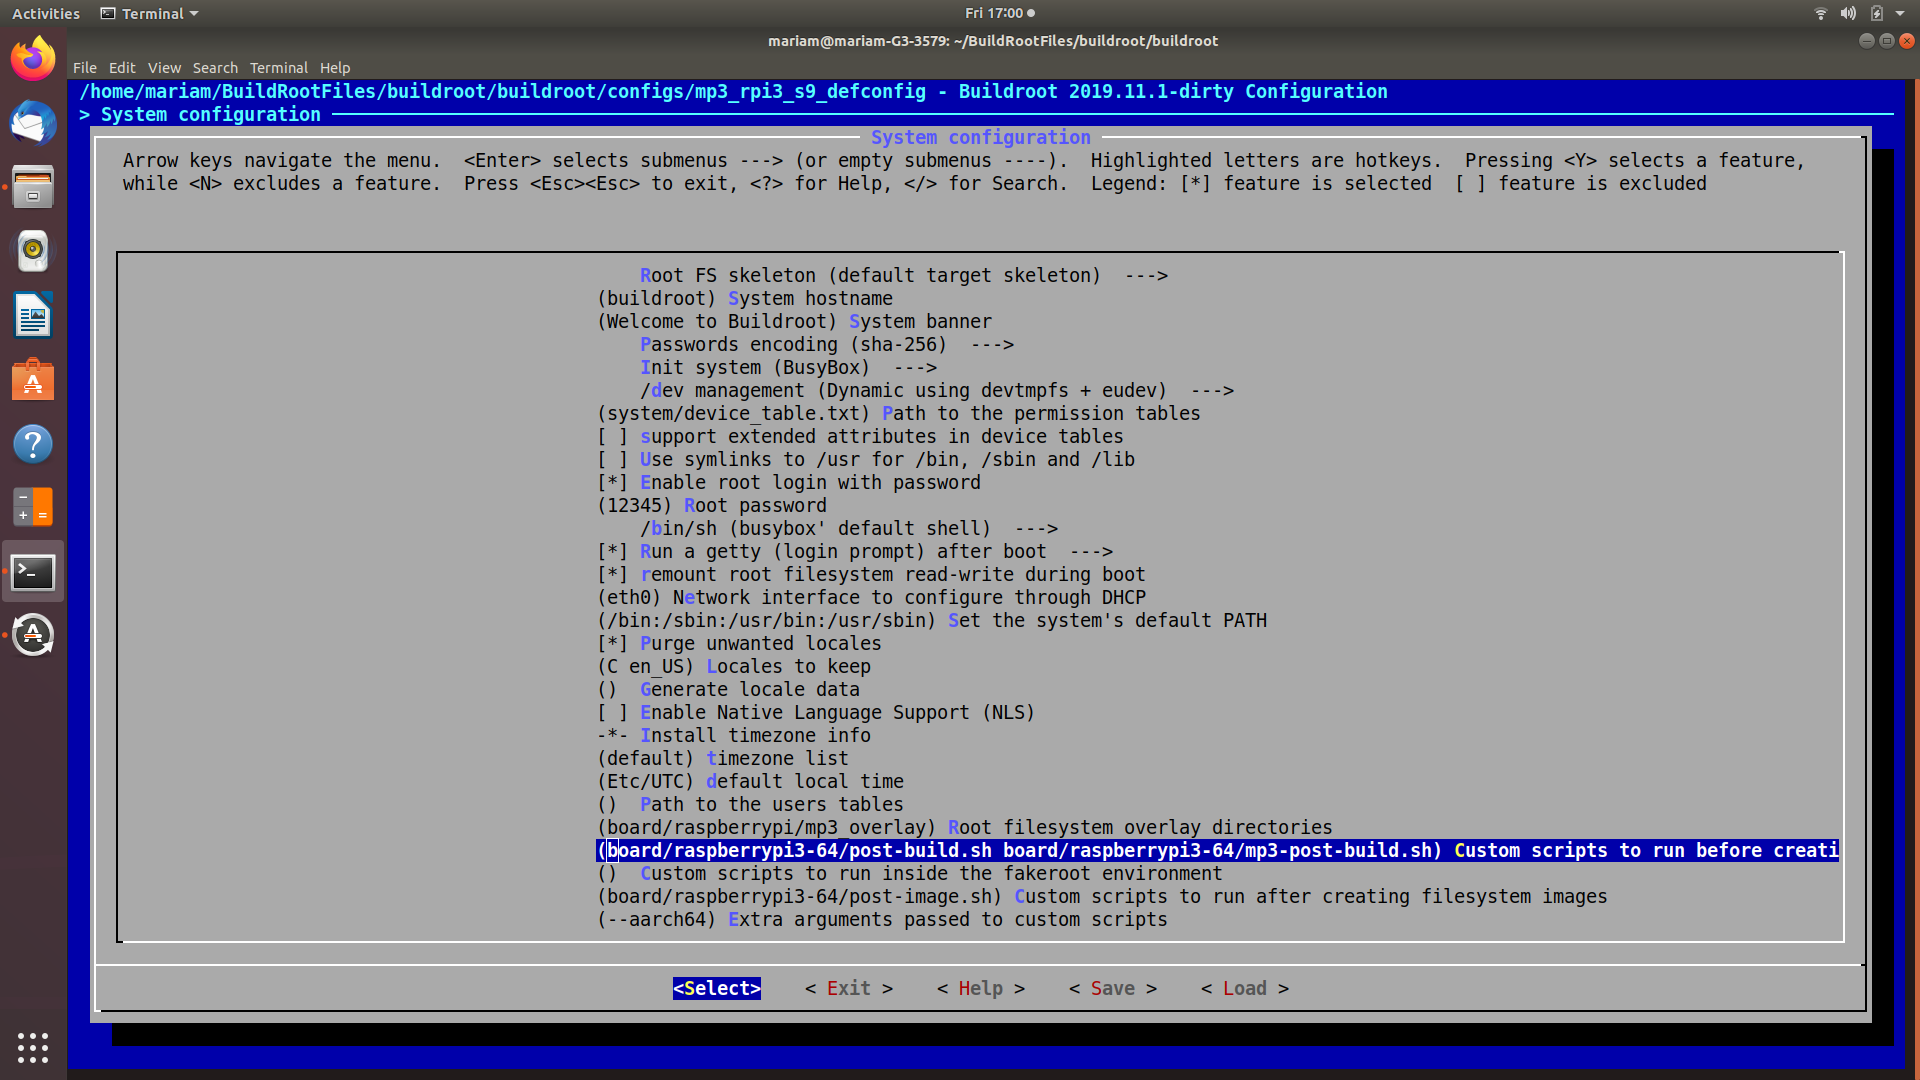 Activities Terminal Fri 17:00
mariam@mariam-G3-3579: ~/BuildRootFiles/buildroot/buildroot
File Edit View Search Terminal Help
/home/mariam/BuildRootFiles/buildroot/buildroot/configs/mp3_rpi3_s9_defconfig - Buildroot 2019.11.1-dirty Configuration
> System configuration
System configuration
Arrow keys navigate the menu.  <Enter> selects submenus ---> (or empty submenus ----).  Highlighted letters are hotkeys.  Pressing <Y> selects a feature,
while <N> excludes a feature.  Press <Esc><Esc> to exit, <?> for Help, </> for Search.  Legend: [*] feature is selected  [ ] feature is excluded
Root FS skeleton (default target skeleton)  --->
(buildroot) System hostname
(Welcome to Buildroot) System banner
Passwords encoding (sha-256)  --->
Init system (BusyBox)  --->
/dev management (Dynamic using devtmpfs + eudev)  --->
(system/device_table.txt) Path to the permission tables
[ ] support extended attributes in device tables
[ ] Use symlinks to /usr for /bin, /sbin and /lib
[*] Enable root login with password
(12345) Root password
/bin/sh (busybox' default shell)  --->
[*] Run a getty (login prompt) after boot  --->
[*] remount root filesystem read-write during boot
(eth0) Network interface to configure through DHCP
(/bin:/sbin:/usr/bin:/usr/sbin) Set the system's default PATH
[*] Purge unwanted locales
(C en_US) Locales to keep
()  Generate locale data
[ ] Enable Native Language Support (NLS)
-*- Install timezone info
(default) timezone list
(Etc/UTC) default local time
()  Path to the users tables
(board/raspberrypi/mp3_overlay) Root filesystem overlay directories
(board/raspberrypi3-64/post-build.sh board/raspberrypi3-64/mp3-post-build.sh) Custom scripts to run before creati
()  Custom scripts to run inside the fakeroot environment
(board/raspberrypi3-64/post-image.sh) Custom scripts to run after creating filesystem images
(--aarch64) Extra arguments passed to custom scripts
<Select>    < Exit >    < Help >    < Save >    < Load >